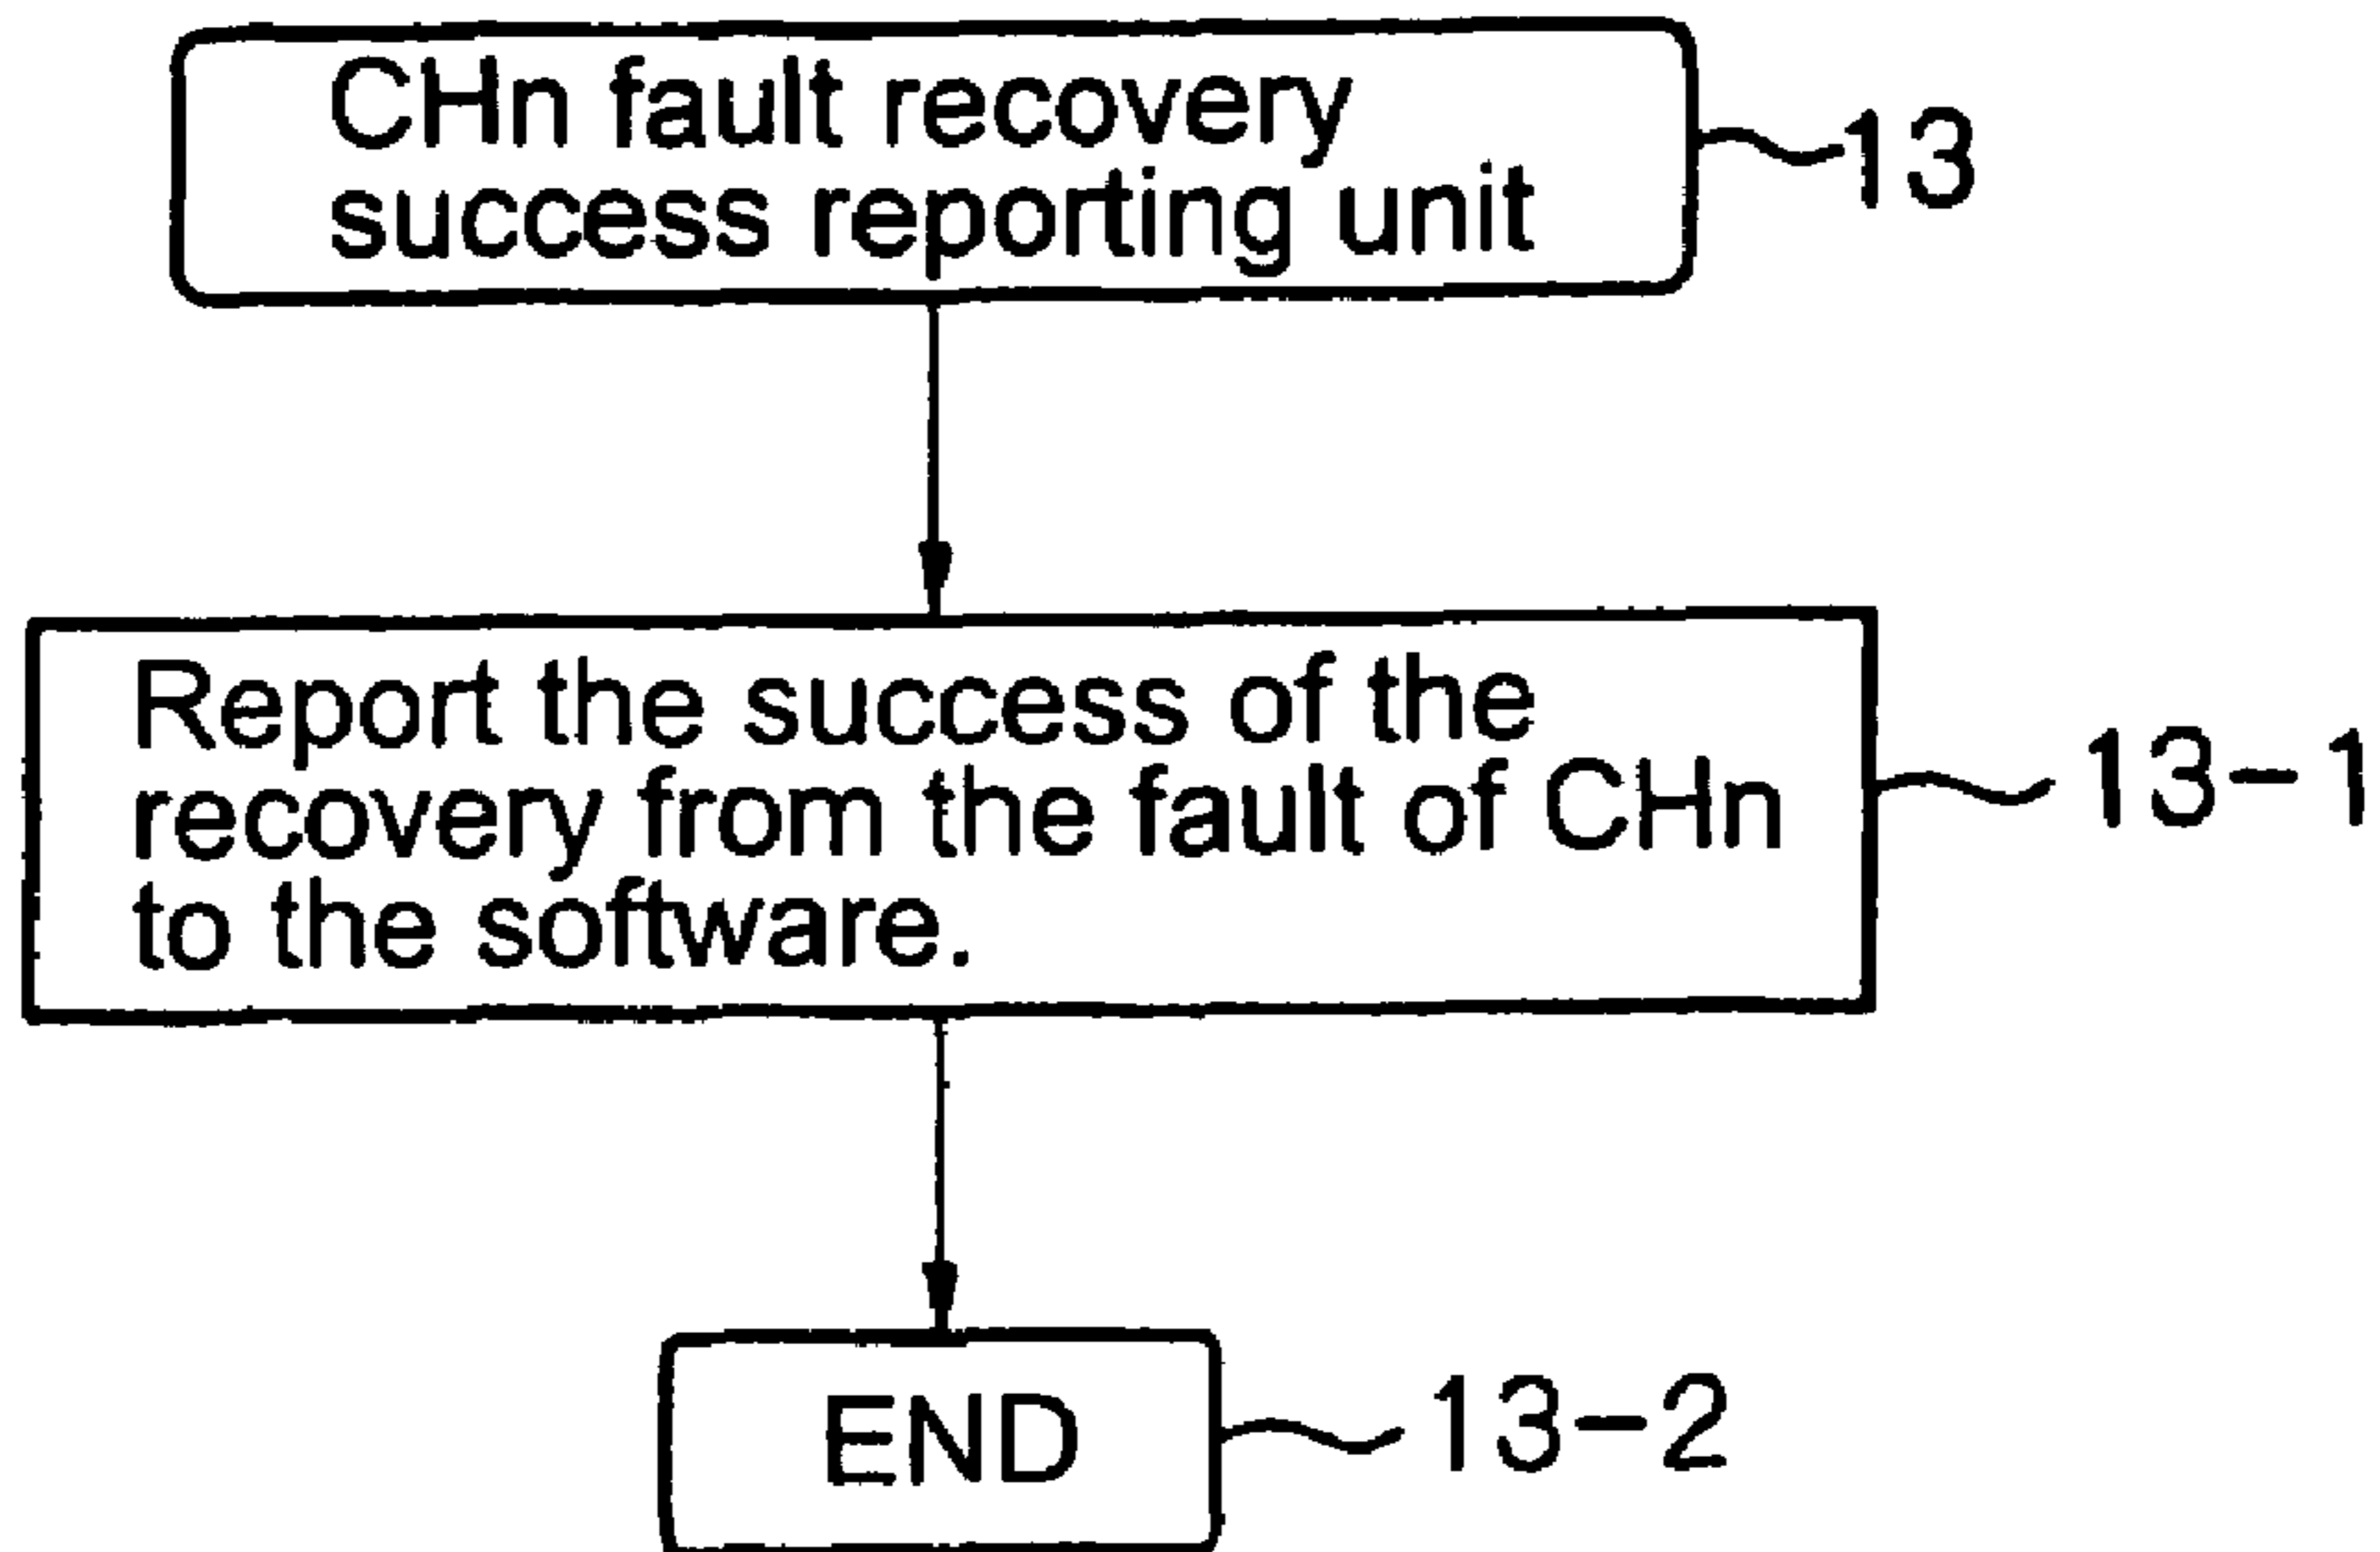 CHn fault recovery
success reporting unit
13
Report the success of the
recovery from the fault of CHn
to the software.
13-1
END
13-2